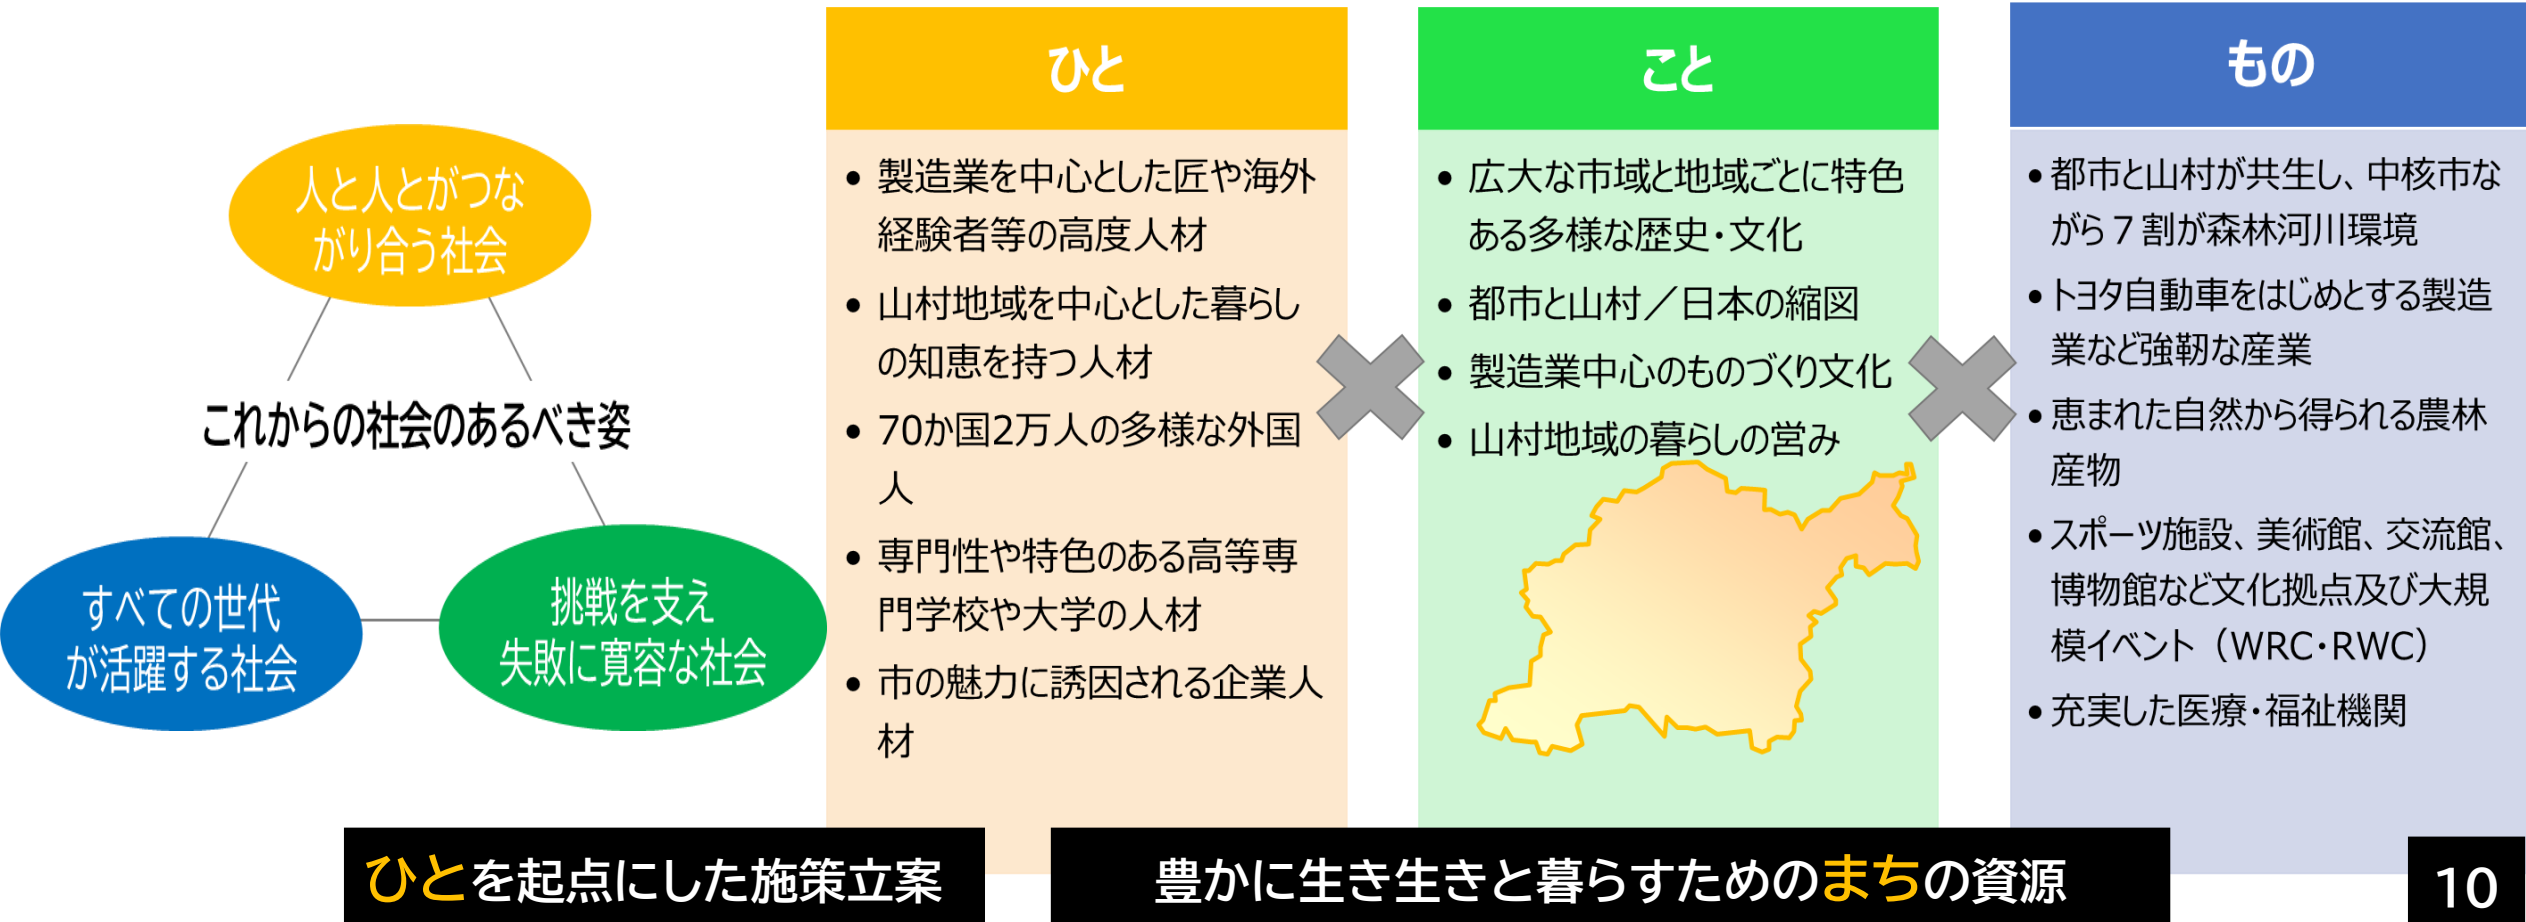 人と人とがつな
がり合う社会
これからの社会のあるべき姿
すべての世代
が活躍する社会
挑戦を支え
失敗に寛容な社会
ひと
• 製造業を中心とした匠や海外
経験者等の高度人材
• 山村地域を中心とした暮らし
の知恵を持つ人材
• 70か国2万人の多様な外国
人
• 専門性や特色のある高等専
門学校や大学の人材
• 市の魅力に誘因される企業人
材
こと
• 広大な市域と地域ごとに特色
ある多様な歴史・文化
• 都市と山村／日本の縮図
• 製造業中心のものづくり文化
• 山村地域の暮らしの営み
もの
• 都市と山村が共生し、中核市な
がら７割が森林河川環境
• トヨタ自動車をはじめとする製造
業など強靭な産業
• 恵まれた自然から得られる農林
産物
• スポーツ施設、美術館、交流館、
博物館など文化拠点及び大規
模イベント（WRC・RWC）
• 充実した医療・福祉機関
ひとを起点にした施策立案
豊かに生き生きと暮らすためのまちの資源
10